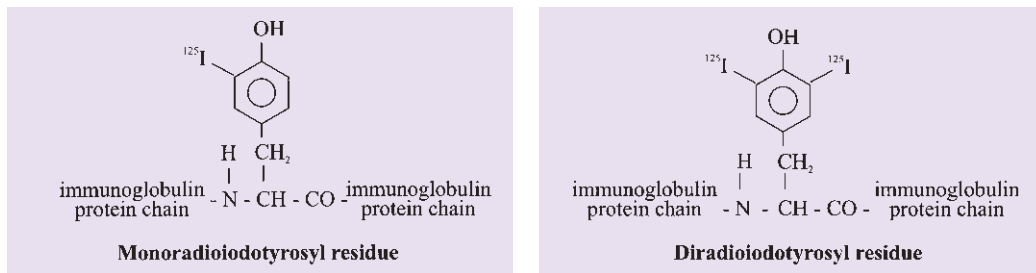 OH
¹²⁵I
H
CH₂
immunoglobulin
protein chain
- N - CH - CO -
immunoglobulin
protein chain
Monoradioiodotyrosyl residue
OH
¹²⁵I
¹²⁵I
H
CH₂
immunoglobulin
protein chain
- N - CH - CO -
immunoglobulin
protein chain
Diradioiodotyrosyl residue